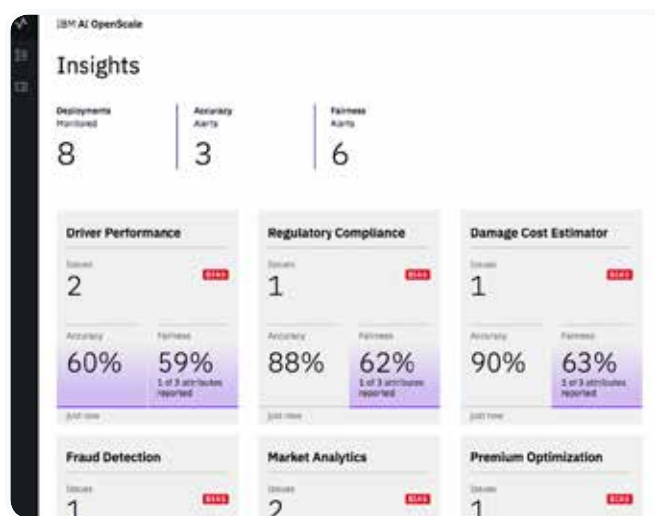 IBM AI OpenScale
Insights
Deployments Monitored
8
Accuracy Alerts
3
Fairness Alerts
6
Driver Performance
Issues
2
BIAS
Accuracy
60%
Fairness
59%
1 of 3 attributes
reported
just now
Regulatory Compliance
Issues
1
BIAS
Accuracy
88%
Fairness
62%
1 of 3 attributes
reported
just now
Damage Cost Estimator
Issues
1
BIAS
Accuracy
90%
Fairness
63%
1 of 3 attributes
reported
just now
Fraud Detection
Issues
1
BIAS
Market Analytics
Issues
2
BIAS
Premium Optimization
Issues
1
BIAS